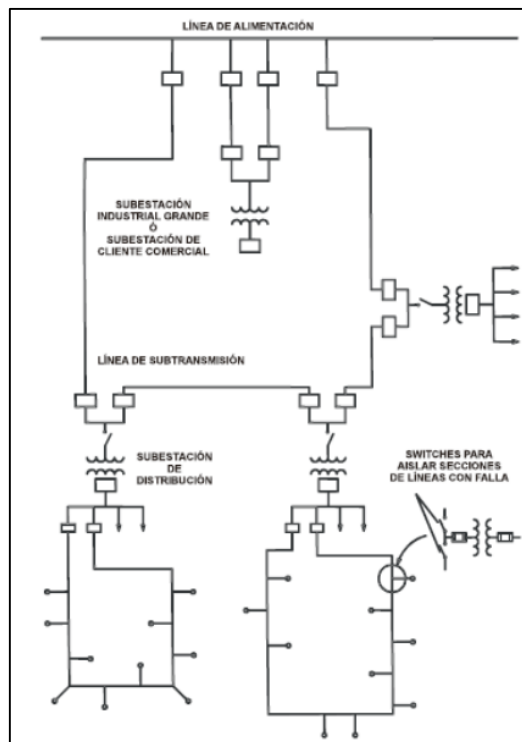 LÍNEA DE ALIMENTACIÓN
SUBESTACIÓN
INDUSTRIAL GRANDE
Ó
SUBESTACIÓN DE
CLIENTE COMERCIAL
LÍNEA DE SUBTRANSMISIÓN
SUBESTACIÓN
DE
DISTRIBUCIÓN
SWITCHES PARA
AISLAR SECCIONES
DE LÍNEAS CON FALLA